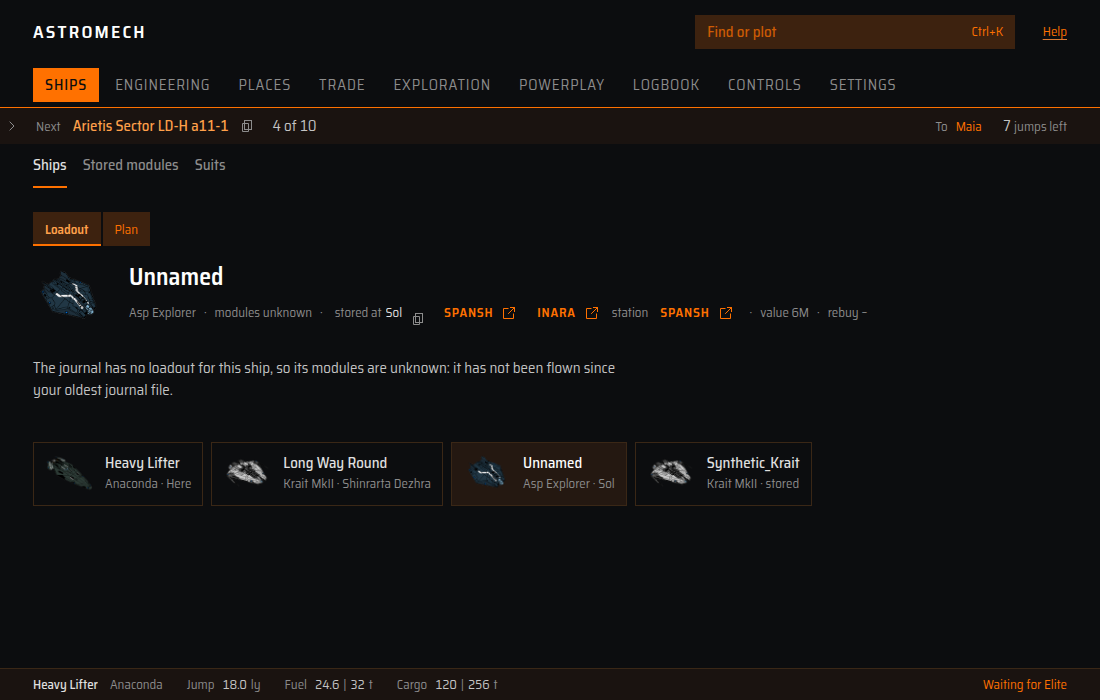 ASTROMECH
Find or plot Ctrl+K Help
SHIPS ENGINEERING PLACES TRADE EXPLORATION POWERPLAY LOGBOOK CONTROLS SETTINGS
Next Arietis Sector LD-H a11-1 4 of 10 To Maia 7 jumps left
Ships Stored modules Suits
Loadout Plan
Unnamed
Asp Explorer · modules unknown · stored at Sol SPANSH INARA station SPANSH · value 6M · rebuy –
The journal has no loadout for this ship, so its modules are unknown: it has not been flown since
your oldest journal file.
Heavy Lifter
Anaconda · Here
Long Way Round
Krait MkII · Shinrarta Dezhra
Unnamed
Asp Explorer · Sol
Synthetic_Krait
Krait MkII · stored
Heavy Lifter Anaconda Jump 18.0 ly Fuel 24.6 | 32 t Cargo 120 | 256 t Waiting for Elite